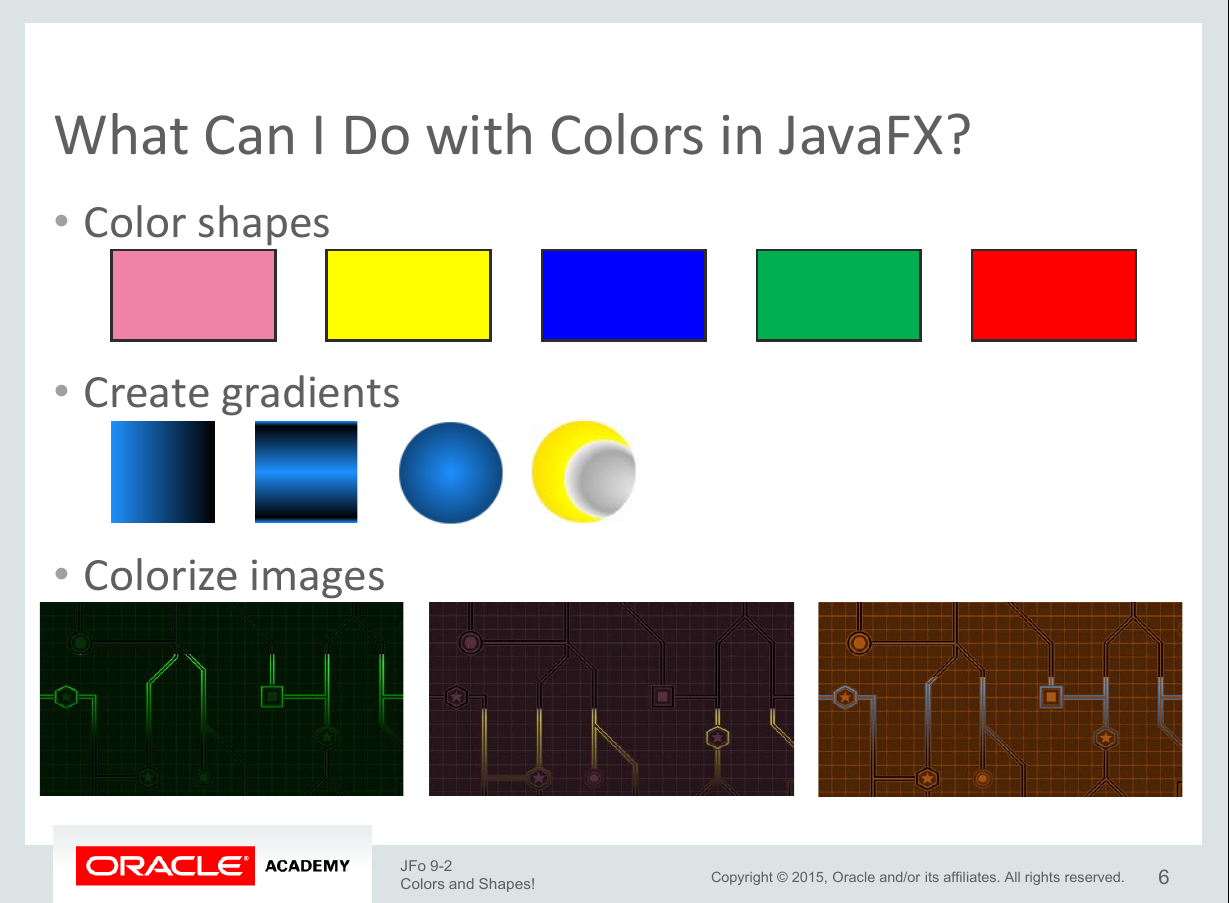 What Can I Do with Colors in JavaFX?
• Color shapes
• Create gradients
• Colorize images
ORACLE® ACADEMY
JFo 9-2
Colors and Shapes!
Copyright © 2015, Oracle and/or its affiliates. All rights reserved.
6